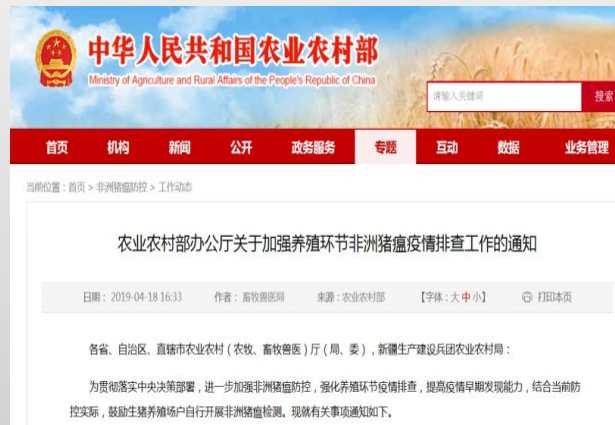 中华人民共和国农业农村部
Ministry of Agriculture and Rural Affairs of the People's Republic of China
请输入关键词 搜索
首页 机构 新闻 公开 政务服务 专题 互动 数据 业务管理
当前位置：首页 > 非洲猪瘟防控 > 工作动态
农业农村部办公厅关于加强养殖环节非洲猪瘟疫情排查工作的通知
日期：2019-04-18 16:33 作者：畜牧兽医局 来源：农业农村部 【字体：大 中 小】 打印本页
各省、自治区、直辖市农业农村（农牧、畜牧兽医）厅（局、委），新疆生产建设兵团农业农村局：
为贯彻落实中央决策部署，进一步加强非洲猪瘟防控，强化养殖环节疫情排查，提高疫情早期发现能力，结合当前防
控实际，鼓励生猪养殖场户自行开展非洲猪瘟检测。现就有关事项通知如下。